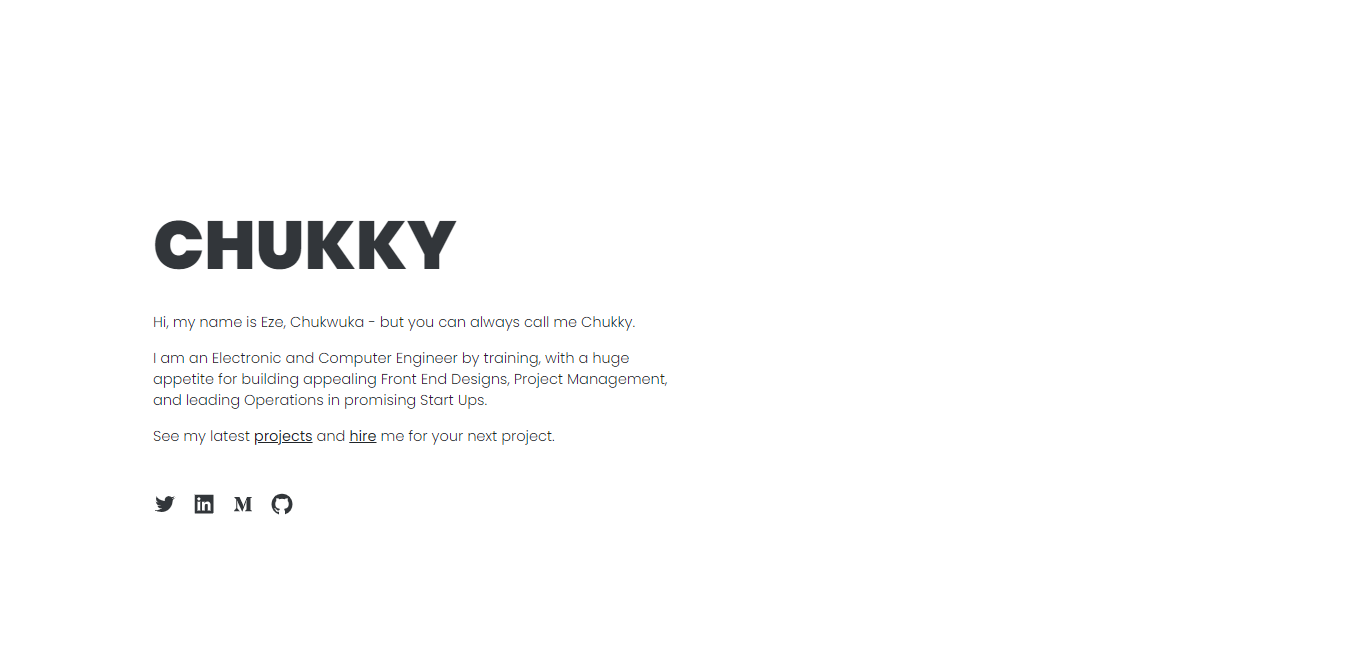 CHUKKY
Hi, my name is Eze, Chukwuka - but you can always call me Chukky.
I am an Electronic and Computer Engineer by training, with a huge
appetite for building appealing Front End Designs, Project Management,
and leading Operations in promising Start Ups.
See my latest projects and hire me for your next project.